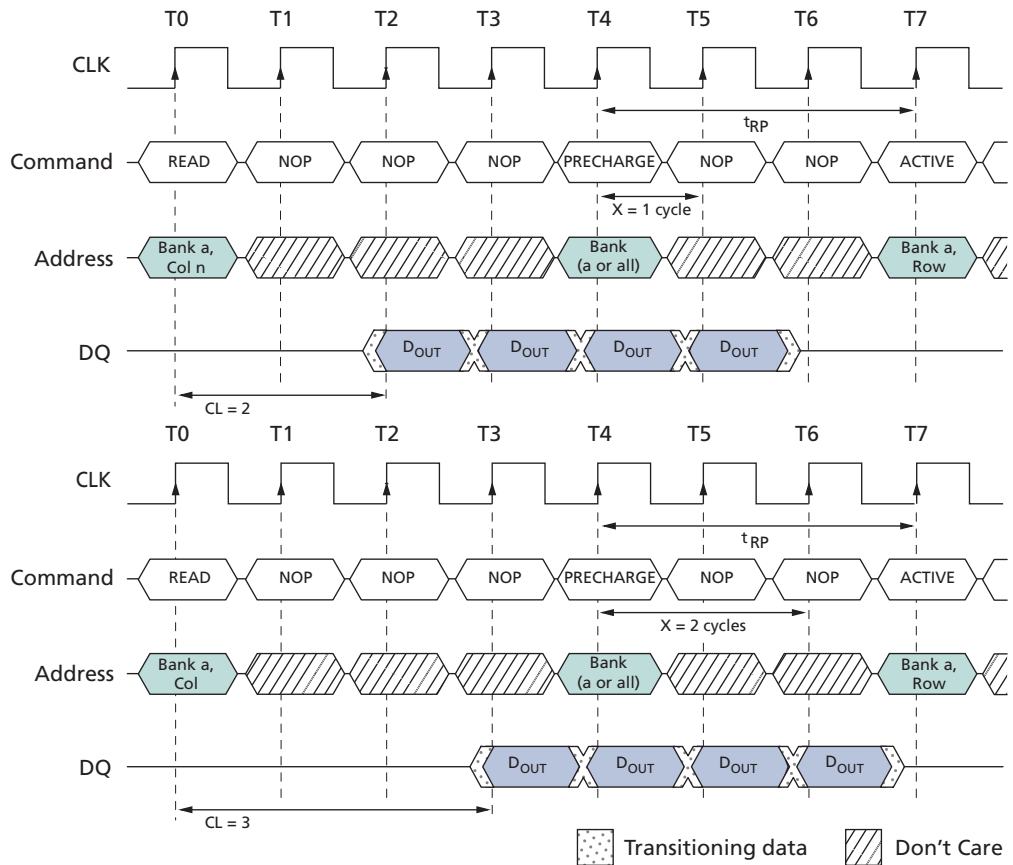 T0 T1 T2 T3 T4 T5 T6 T7
CLK
tRP
Command READ NOP NOP NOP PRECHARGE NOP NOP ACTIVE
X = 1 cycle
Address Bank a, Col n Bank (a or all) Bank a, Row
DQ DOUT DOUT DOUT DOUT
CL = 2
T0 T1 T2 T3 T4 T5 T6 T7
CLK
tRP
Command READ NOP NOP NOP PRECHARGE NOP NOP ACTIVE
X = 2 cycles
Address Bank a, Col Bank (a or all) Bank a, Row
DQ DOUT DOUT DOUT DOUT
CL = 3
Transitioning data Don't Care